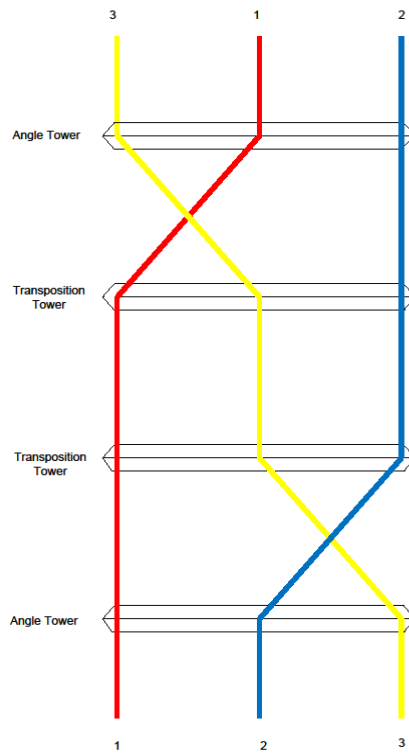 3 1 2
Angle Tower
Transposition
Tower
Transposition
Tower
Angle Tower
1 2 3